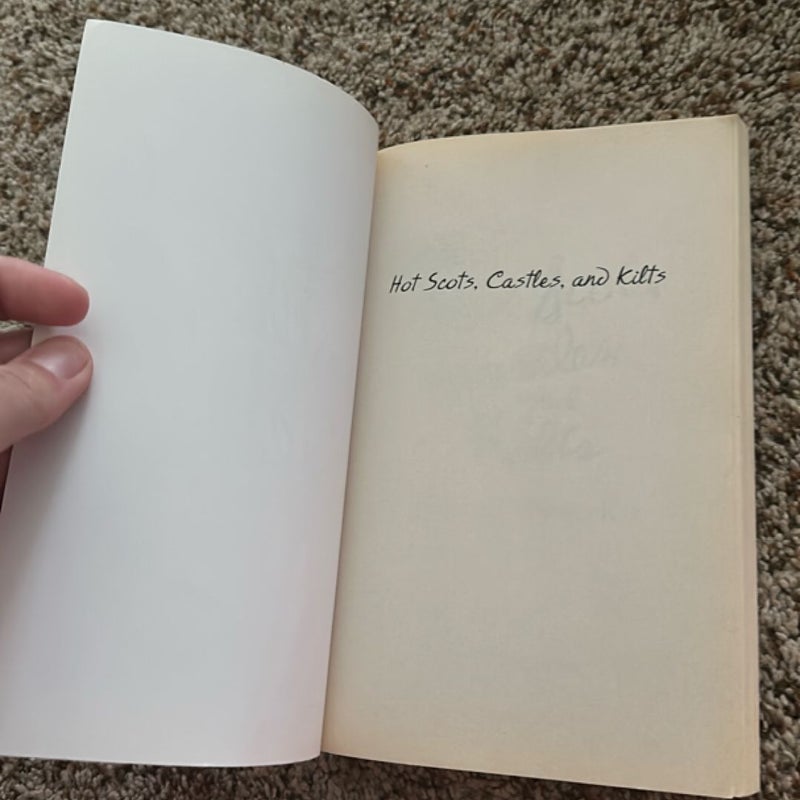 Hot Scots, Castles, and Kilts